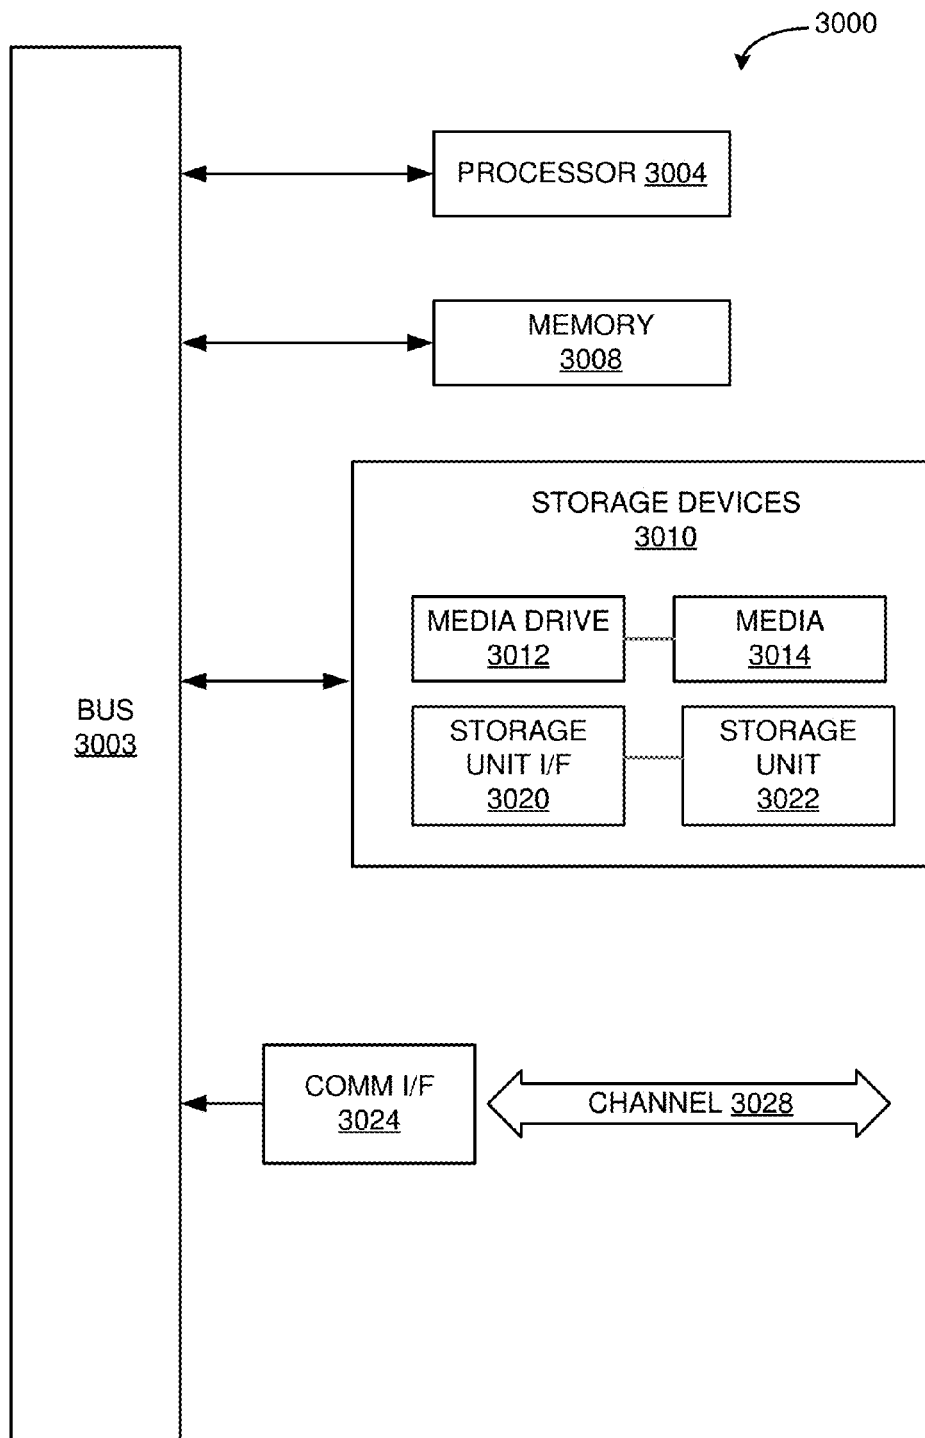 3000
PROCESSOR 3004
MEMORY
3008
STORAGE DEVICES
3010
MEDIA DRIVE
3012
MEDIA
3014
BUS
3003
STORAGE
UNIT I/F
3020
STORAGE
UNIT
3022
COMM I/F
3024
CHANNEL 3028